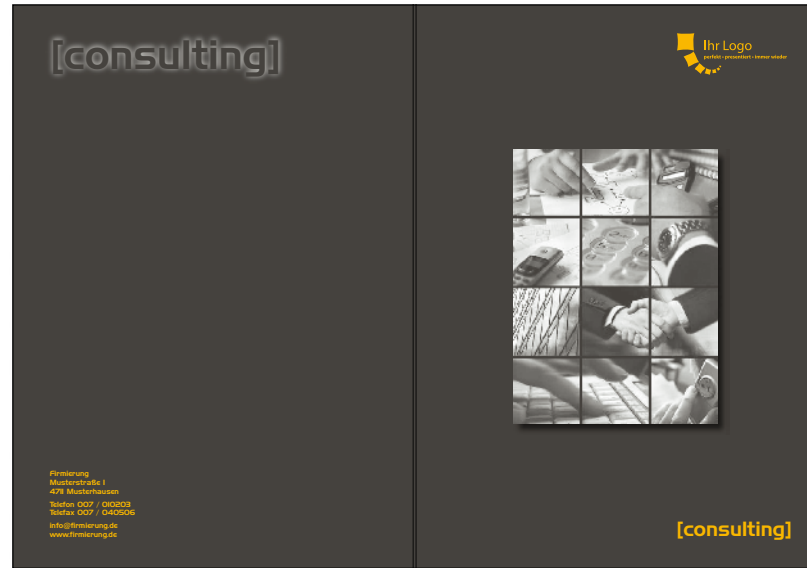 [consulting]
Firmierung
Musterstraße 1
4711 Musterhausen
Telefon 007 / 010203
Telefax 007 / 040506
info@firmierung.de
www.firmierung.de
Ihr Logo
perfekt • presentiert • immer wieder
[consulting]